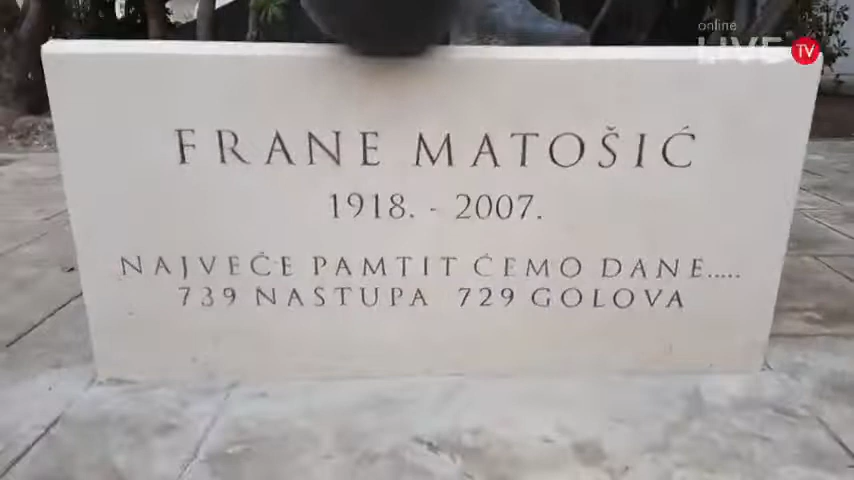 online
LIVE TV
FRANE MATOŠIĆ
1918. - 2007.
NAJVEĆE PAMTIT ĆEMO DANE.....
739 NASTUPA 729 GOLOVA